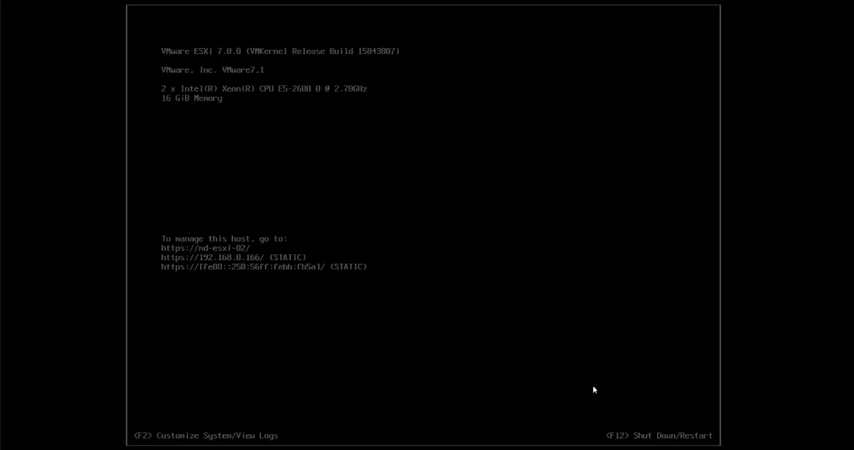 VMware ESXi 7.0.0 (VMKernel Release Build 15843807)
VMware, Inc. VMware7,1
2 x Intel(R) Xeon(R) CPU E5-2680 0 @ 2.70GHz
16 GiB Memory
To manage this host, go to:
https://md-esxi-02/
https://192.168.0.166/ (STATIC)
https://[fe80::250:56ff:febb:fb5a]/ (STATIC)
<F2> Customize System/View Logs
<F12> Shut Down/Restart